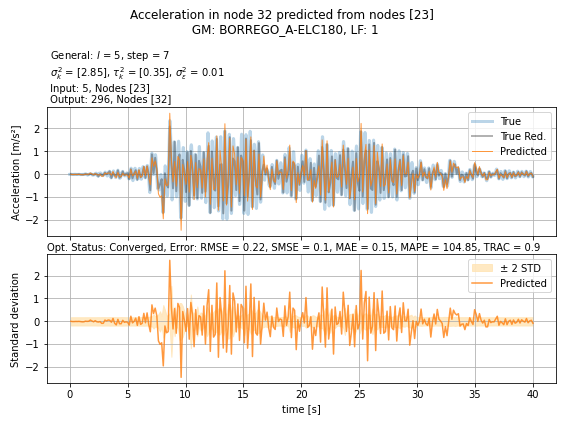 Acceleration in node 32 predicted from nodes [23]
GM: BORREGO_A-ELC180, LF: 1
General: l = 5, step = 7
σ²ₖ = [2.85], τ²ₖ = [0.35], σ²ε = 0.01
Input: 5, Nodes [23]
Output: 296, Nodes [32]
Acceleration [m/s²]
2
1
0
−1
−2
True
True Red.
Predicted
Opt. Status: Converged, Error: RMSE = 0.22, SMSE = 0.1, MAE = 0.15, MAPE = 104.85, TRAC = 0.9
Standard deviation
2
1
0
−1
−2
± 2 STD
Predicted
0 5 10 15 20 25 30 35 40
time [s]